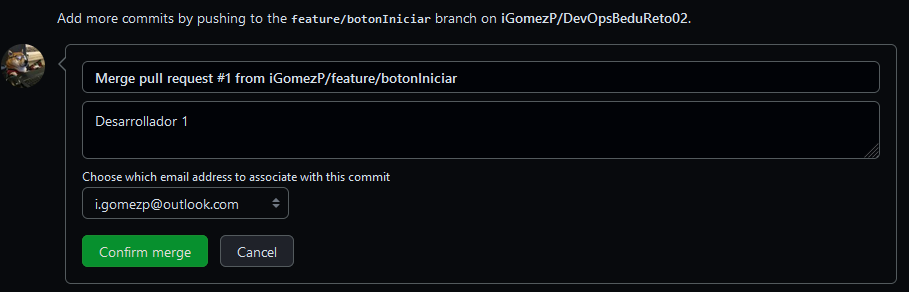 Add more commits by pushing to the feature/botonIniciar branch on iGomezP/DevOpsBeduReto02.
Merge pull request #1 from iGomezP/feature/botonIniciar
Desarrollador 1
Choose which email address to associate with this commit
i.gomezp@outlook.com
Confirm merge
Cancel